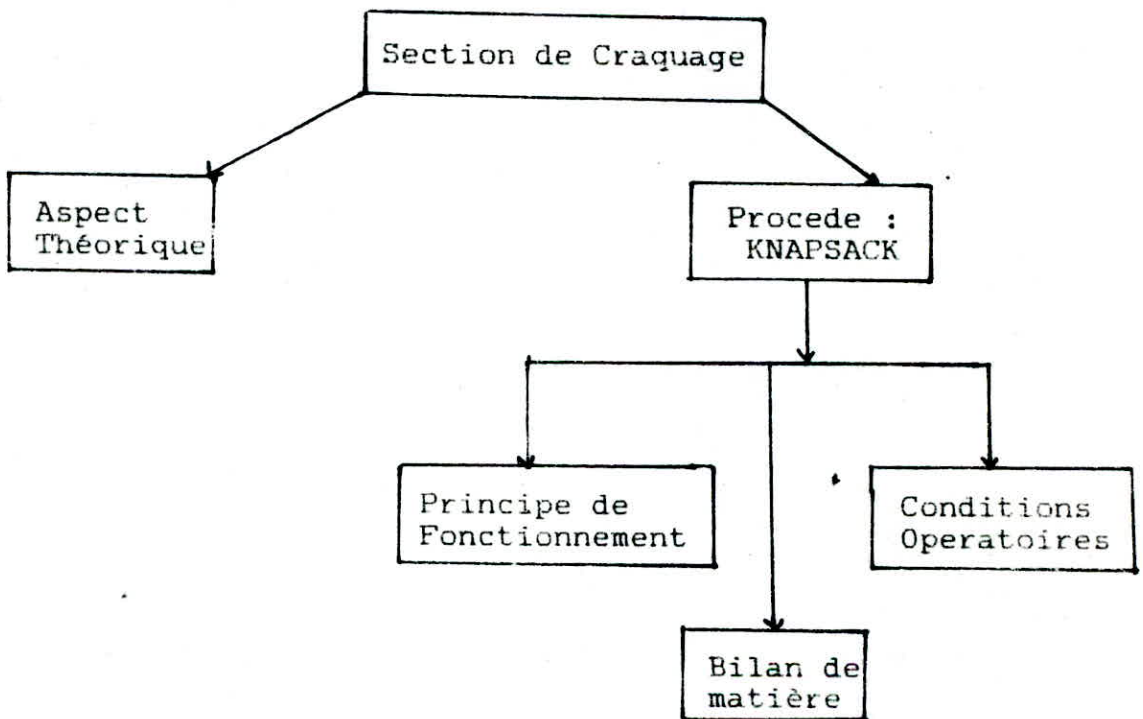 Section de Craquage
Aspect
Théorique
Procede :
KNAPSACK
Principe de
Fonctionnement
Conditions
Operatoires
Bilan de
matière